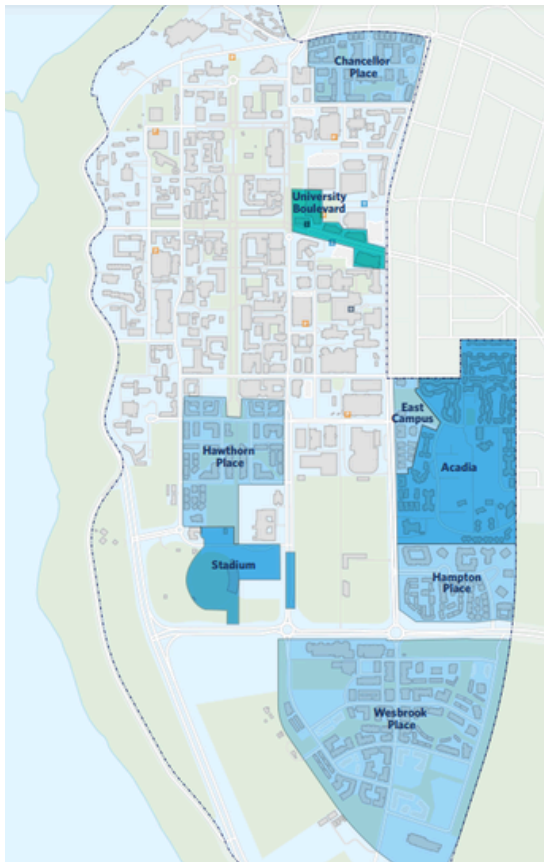 Chancellor
Place
University
Boulevard
East
Campus
Hawthorn
Place
Acadia
Stadium
Hampton
Place
Wesbrook
Place